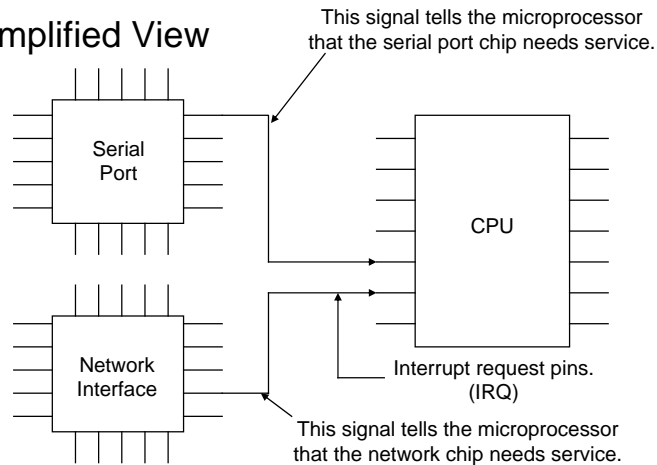 mplified View
This signal tells the microprocessor
that the serial port chip needs service.
Serial
Port
CPU
Network
Interface
Interrupt request pins.
(IRQ)
This signal tells the microprocessor
that the network chip needs service.